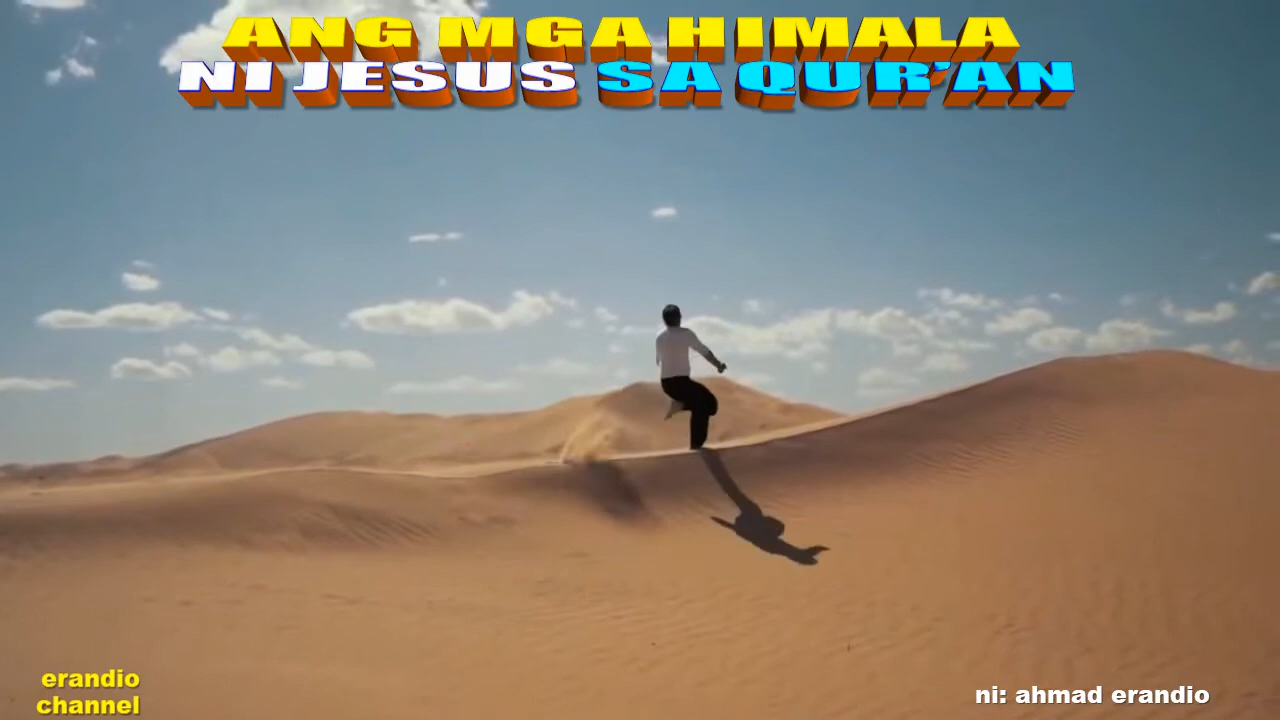 ANG MGA HIMALA
NI JESUS SA QUR'AN
erandio
channel
ni: ahmad erandio